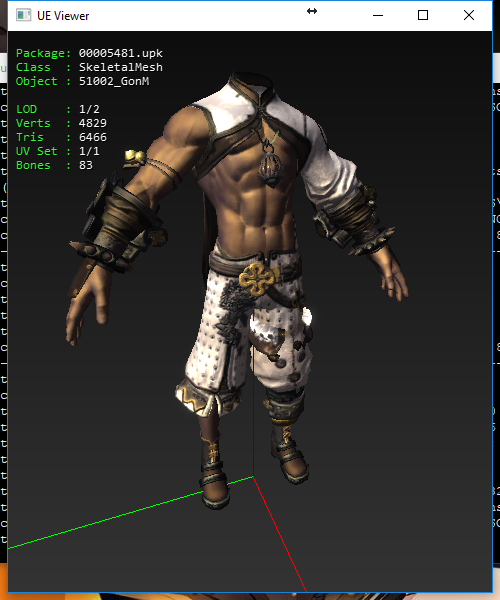 UE Viewer
Package: 00005481.upk
Class : SkeletalMesh
Object : 51002_GonM
LOD : 1/2
Verts : 4829
Tris : 6466
UV Set : 1/1
Bones : 83